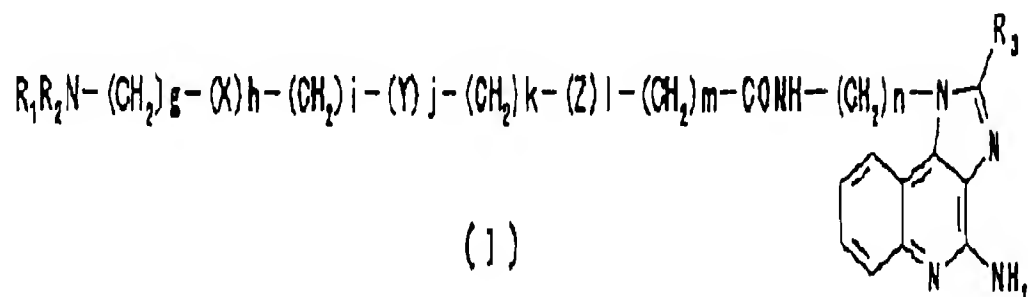 R₃
R₁R₂N-(CH₂)g-(X)h-(CH₂)i-(Y)j-(CH₂)k-(Z)l-(CH₂)m-CONH-(CH₂)n-N
N
(I)
N
NH₂